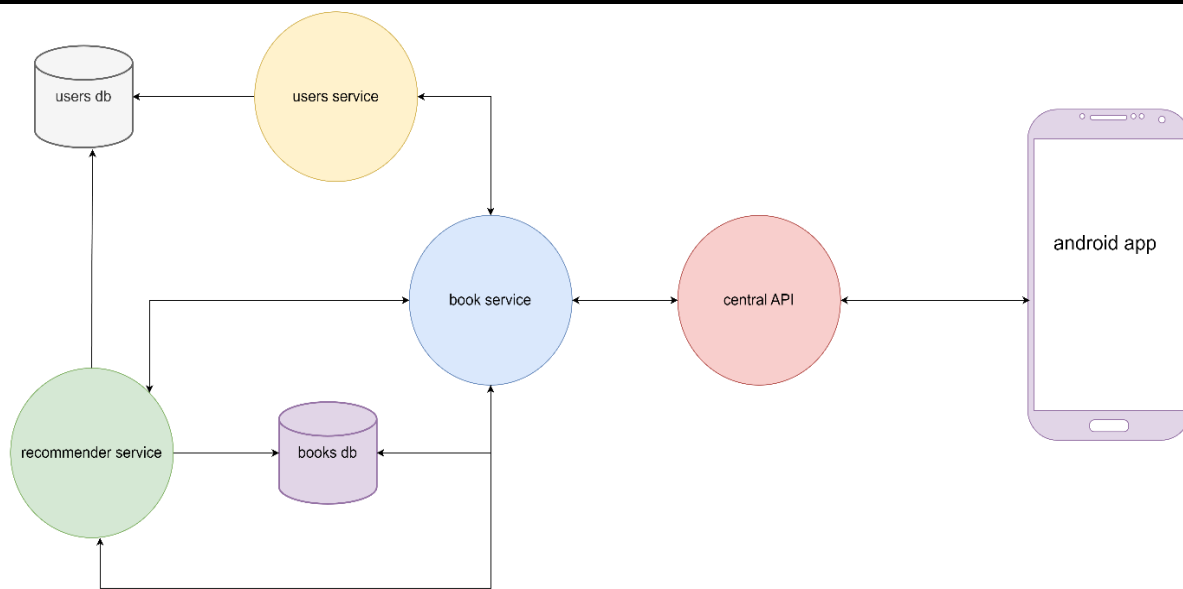 users db
users service
android app
book service
central API
recommender service
books db